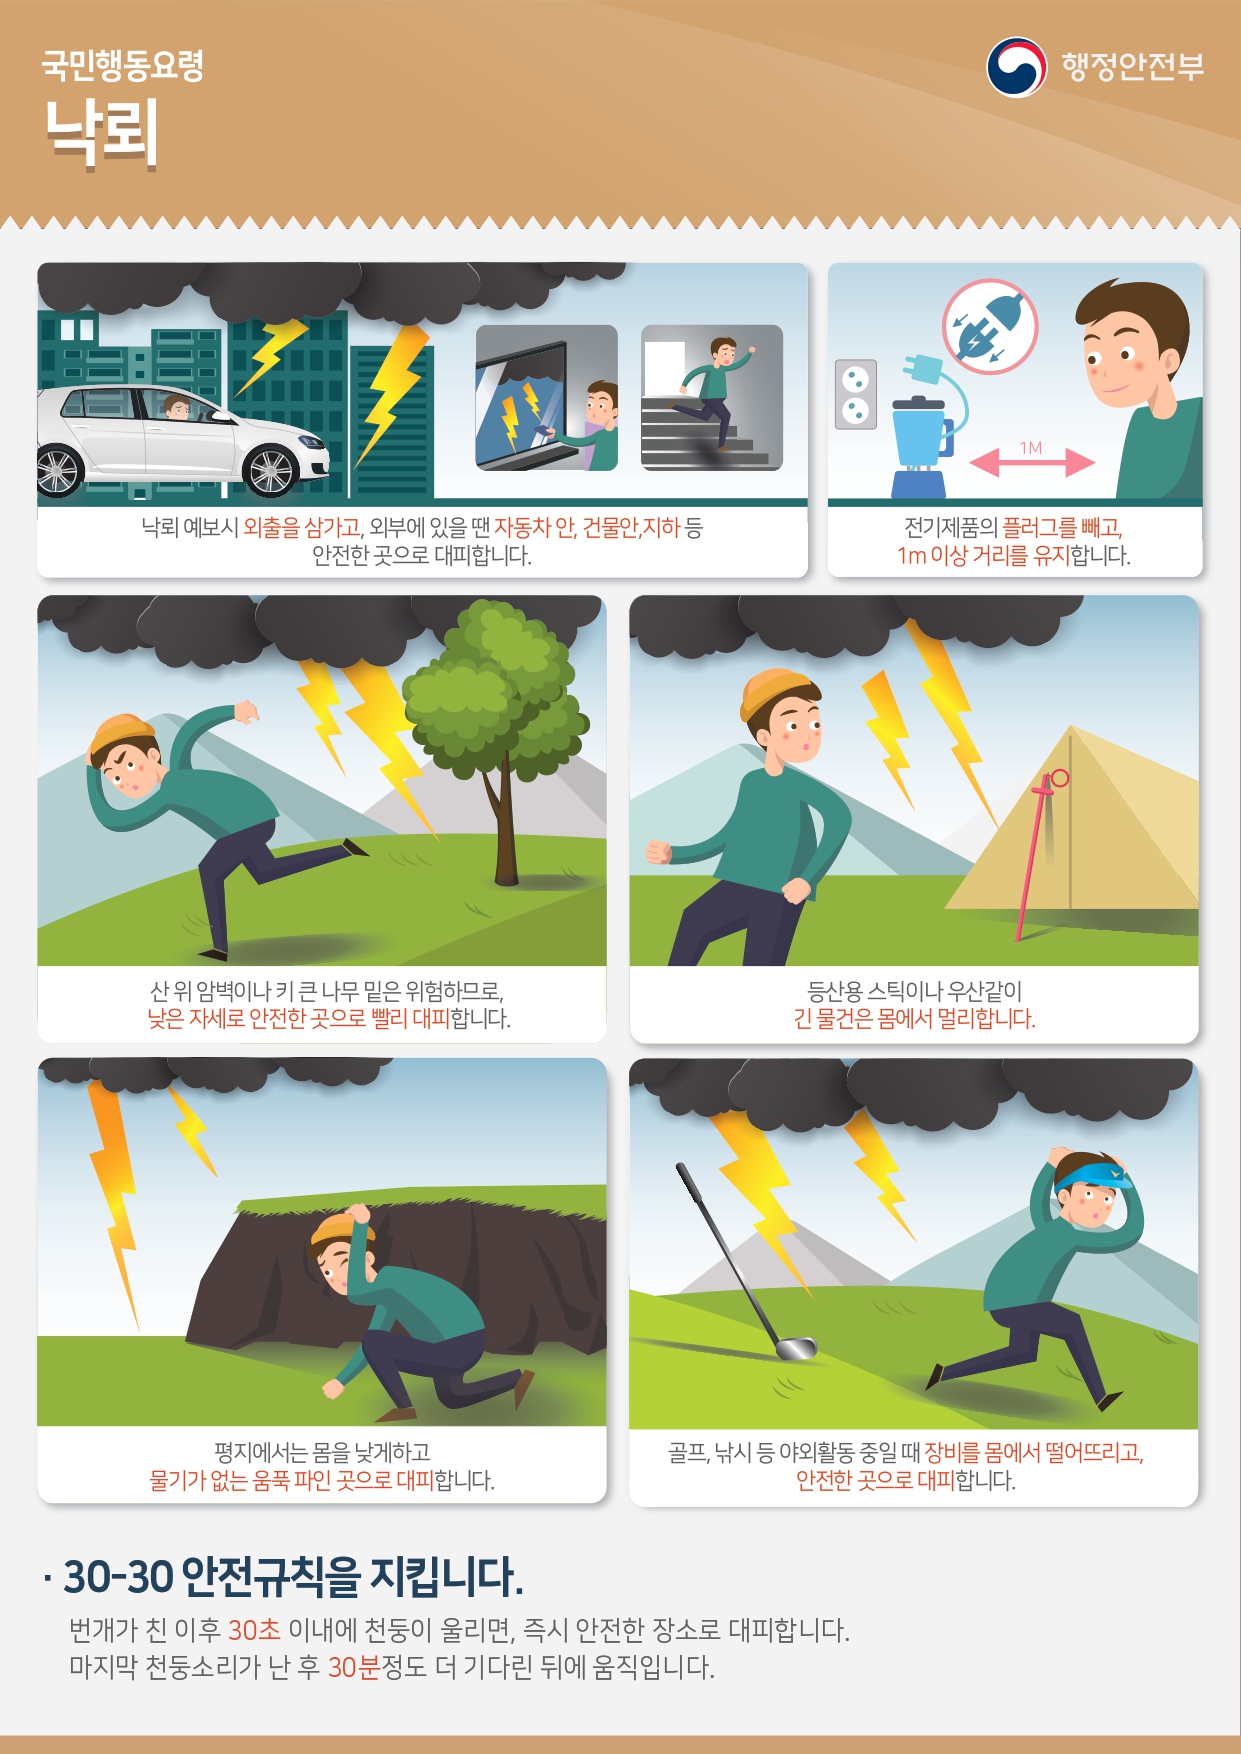 국민행동요령
낙뢰
행정안전부
낙뢰 예보시 외출을 삼가고, 외부에 있을 땐 자동차 안, 건물안,지하 등
안전한 곳으로 대피합니다.
1M
전기제품의 플러그를 빼고,
1m 이상 거리를 유지합니다.
산 위 암벽이나 키 큰 나무 밑은 위험하므로,
낮은 자세로 안전한 곳으로 빨리 대피합니다.
등산용 스틱이나 우산같이
긴 물건은 몸에서 멀리합니다.
평지에서는 몸을 낮게하고
물기가 없는 움푹 파인 곳으로 대피합니다.
골프, 낚시 등 야외활동 중일 때 장비를 몸에서 떨어뜨리고,
안전한 곳으로 대피합니다.
· 30-30 안전규칙을 지킵니다.
번개가 친 이후 30초 이내에 천둥이 울리면, 즉시 안전한 장소로 대피합니다.
마지막 천둥소리가 난 후 30분정도 더 기다린 뒤에 움직입니다.